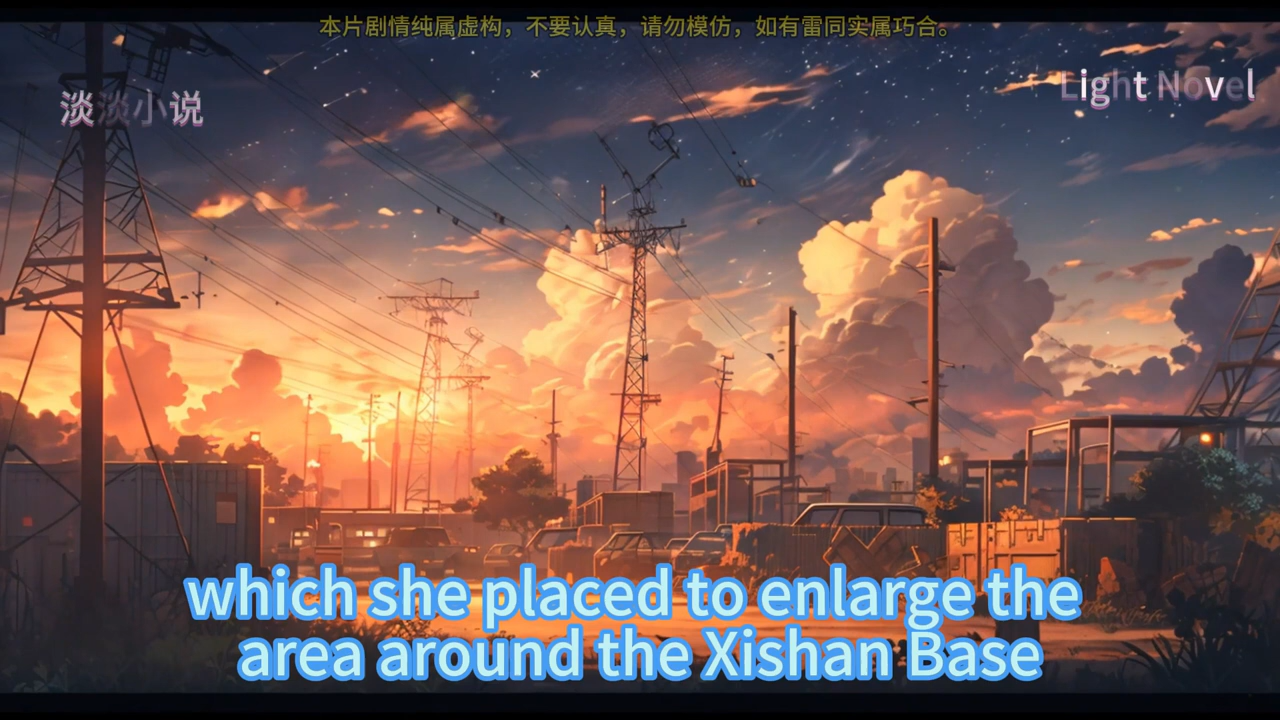 本片剧情纯属虚构，不要认真，请勿模仿，如有雷同实属巧合。
淡淡小说
Light Novel
which she placed to enlarge the
area around the Xishan Base